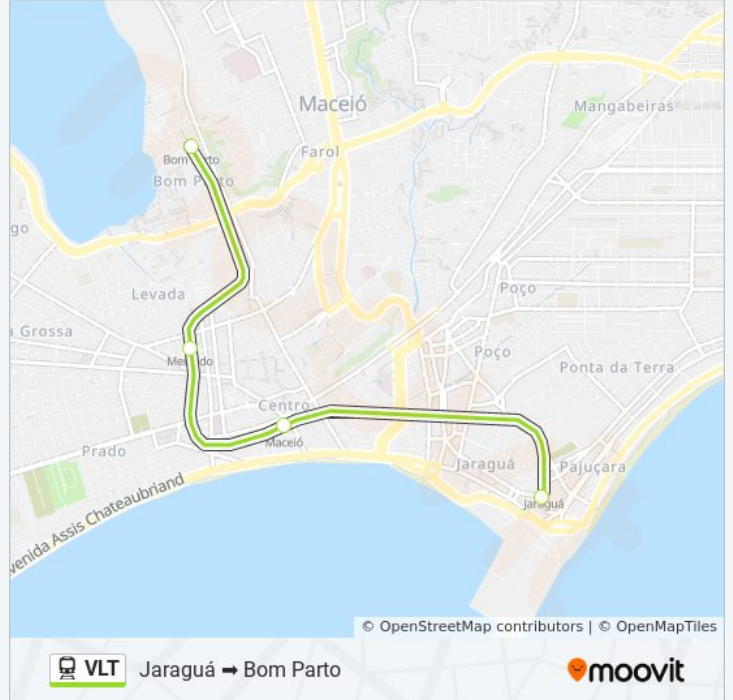 Maceió
Mangabeiras
Farol
Bom Parto
Bom Parto
go
Poço
Levada
a Grossa
Mercado
Poço
Ponta da Terra
Centro
Maceió
Prado
Jaraguá
Pajuçara
venida Assis Chateaubriand
Jaraguá
© OpenStreetMap contributors | © OpenMapTiles
VLT Jaraguá ➡ Bom Parto
moovit